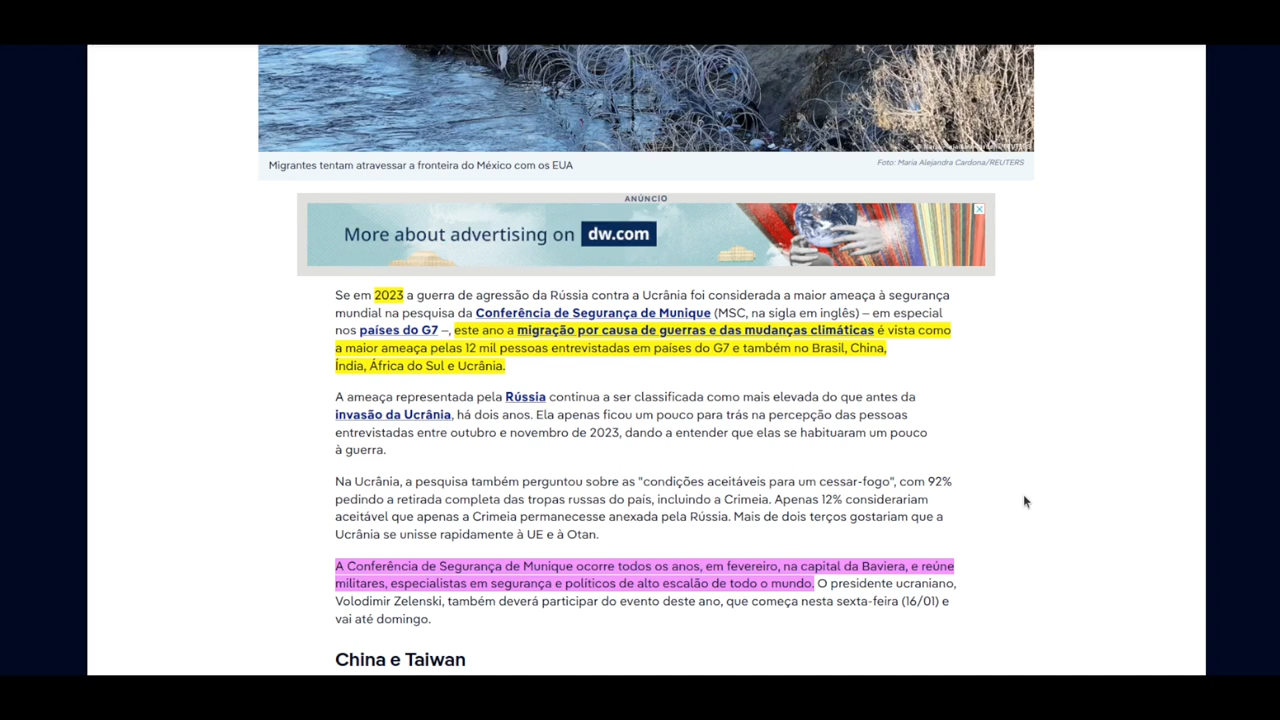 Migrantes tentam atravessar a fronteira do México com os EUA
Foto: Maria Alejandra Cardona/REUTERS
ANÚNCIO
More about advertising on dw.com
Se em 2023 a guerra de agressão da Rússia contra a Ucrânia foi considerada a maior ameaça à segurança
mundial na pesquisa da Conferência de Segurança de Munique (MSC, na sigla em inglês) – em especial
nos países do G7 –, este ano a migração por causa de guerras e das mudanças climáticas é vista como
a maior ameaça pelas 12 mil pessoas entrevistadas em países do G7 e também no Brasil, China,
Índia, África do Sul e Ucrânia.
A ameaça representada pela Rússia continua a ser classificada como mais elevada do que antes da
invasão da Ucrânia, há dois anos. Ela apenas ficou um pouco para trás na percepção das pessoas
entrevistadas entre outubro e novembro de 2023, dando a entender que elas se habituaram um pouco
à guerra.
Na Ucrânia, a pesquisa também perguntou sobre as "condições aceitáveis para um cessar-fogo", com 92%
pedindo a retirada completa das tropas russas do país, incluindo a Crimeia. Apenas 12% considerariam
aceitável que apenas a Crimeia permanecesse anexada pela Rússia. Mais de dois terços gostariam que a
Ucrânia se unisse rapidamente à UE e à Otan.
A Conferência de Segurança de Munique ocorre todos os anos, em fevereiro, na capital da Baviera, e reúne
militares, especialistas em segurança e políticos de alto escalão de todo o mundo. O presidente ucraniano,
Volodimir Zelenski, também deverá participar do evento deste ano, que começa nesta sexta-feira (16/01) e
vai até domingo.
China e Taiwan